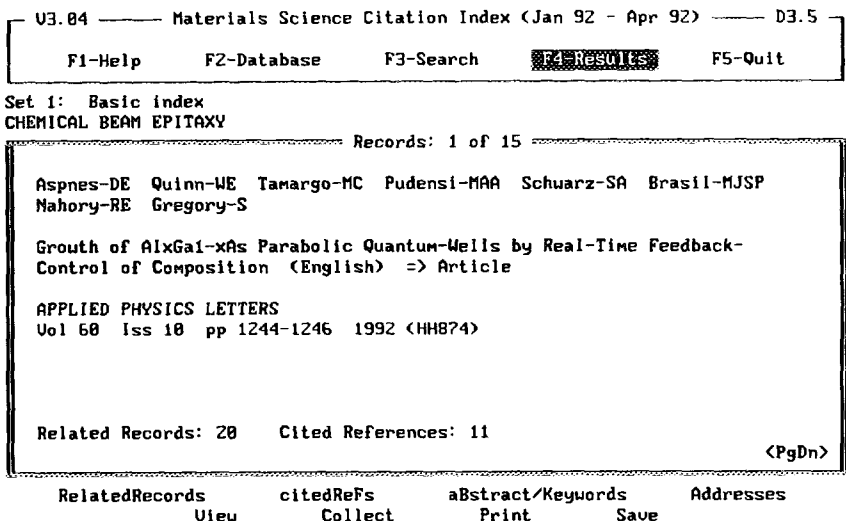 V3.04 Materials Science Citation Index (Jan 92 - Apr 92) D3.5
F1-Help F2-Database F3-Search F4-Results F5-Quit
Set 1: Basic index
CHEMICAL BEAM EPITAXY
Records: 1 of 15
Aspnes-DE Quinn-WE Tamargo-MC Pudensi-MAA Schwarz-SA Brasil-MJSP
Nahory-RE Gregory-S
Growth of AlxGa1-xAs Parabolic Quantum-Wells by Real-Time Feedback-
Control of Composition (English) => Article
APPLIED PHYSICS LETTERS
Vol 60 Iss 10 pp 1244-1246 1992 (HH874)
Related Records: 20 Cited References: 11
<PgDn>
RelatedRecords citedReFs aBstract/Keywords Addresses
View Collect Print Save